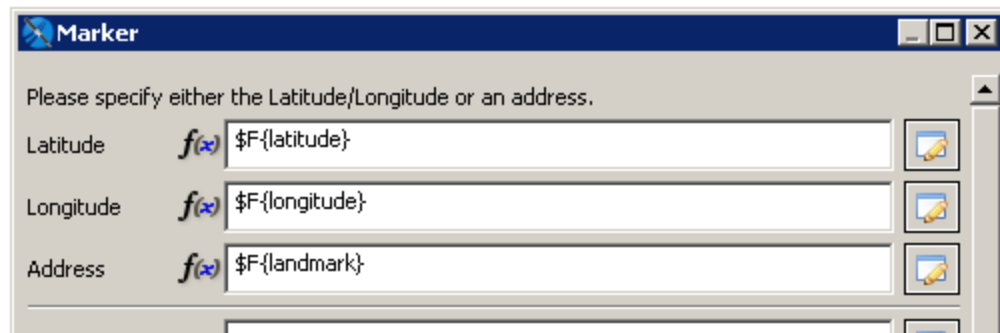 Marker
Please specify either the Latitude/Longitude or an address.
Latitude f(x) $F{latitude}
Longitude f(x) $F{longitude}
Address f(x) $F{landmark}